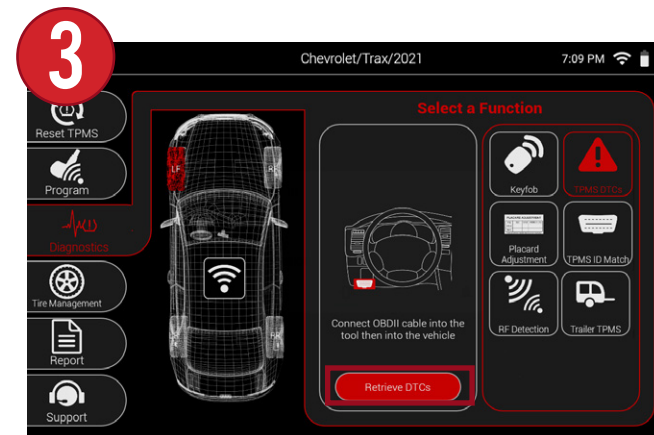 3
Chevrolet/Trax/2021
7:09 PM
Reset TPMS
Program
Diagnostics
Tire Management
Report
Support
LF
RF
RR
Select a Function
Connect OBDII cable into the
tool then into the vehicle
Retrieve DTCs
Keyfob
TPMS DTCs
PLACARD ADJUSTMENT
Placard
Adjustment
TPMS ID Match
RF Detection
Trailer TPMS